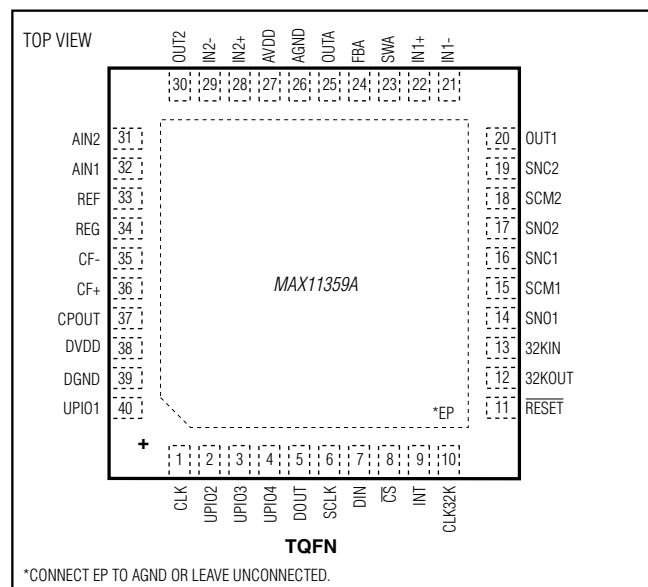 TOP VIEW
OUT2 IN2- IN2+ AVDD AGND OUTA FBA SWA IN1+ IN1-
30 29 28 27 26 25 24 23 22 21
AIN2 31
AIN1 32
REF 33
REG 34
CF- 35
CF+ 36
CPOUT 37
DVDD 38
DGND 39
UPIO1 40
MAX11359A
20 OUT1
19 SNC2
18 SCM2
17 SNO2
16 SNC1
15 SCM1
14 SNO1
13 32KIN
12 32KOUT
11 RESET
*EP
+
1 2 3 4 5 6 7 8 9 10
CLK UPIO2 UPIO3 UPIO4 DOUT SCLK DIN CS INT CLK32K
TQFN
*CONNECT EP TO AGND OR LEAVE UNCONNECTED.